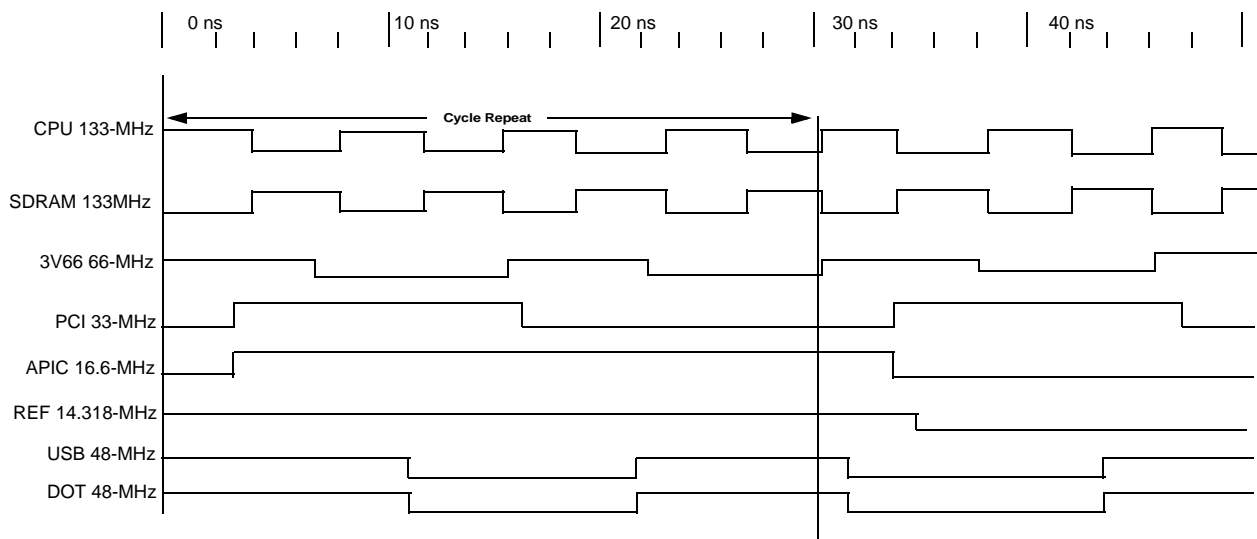 0 ns 10 ns 20 ns 30 ns 40 ns
Cycle Repeat
CPU 133-MHz
SDRAM 133MHz
3V66 66-MHz
PCI 33-MHz
APIC 16.6-MHz
REF 14.318-MHz
USB 48-MHz
DOT 48-MHz